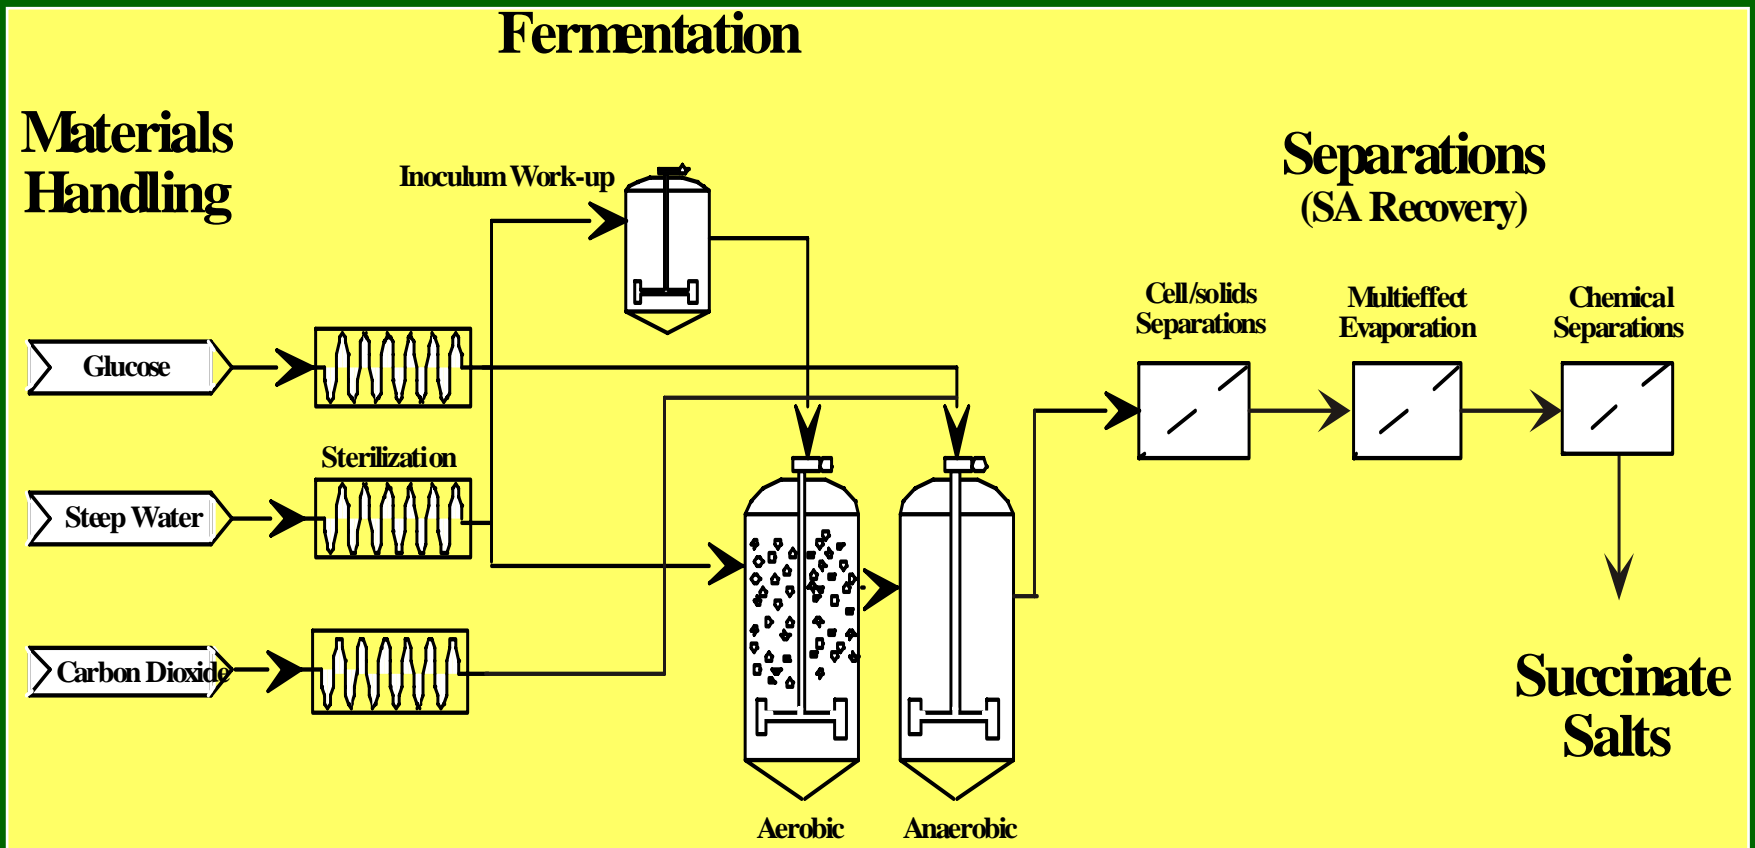 Fermentation
Materials
Handling
Inoculum Work-up
Separations
(SA Recovery)
Cell/solids
Separations
Multieffect
Evaporation
Chemical
Separations
Glucose
Sterilization
Steep Water
Carbon Dioxide
Succinate
Salts
Aerobic
Anaerobic